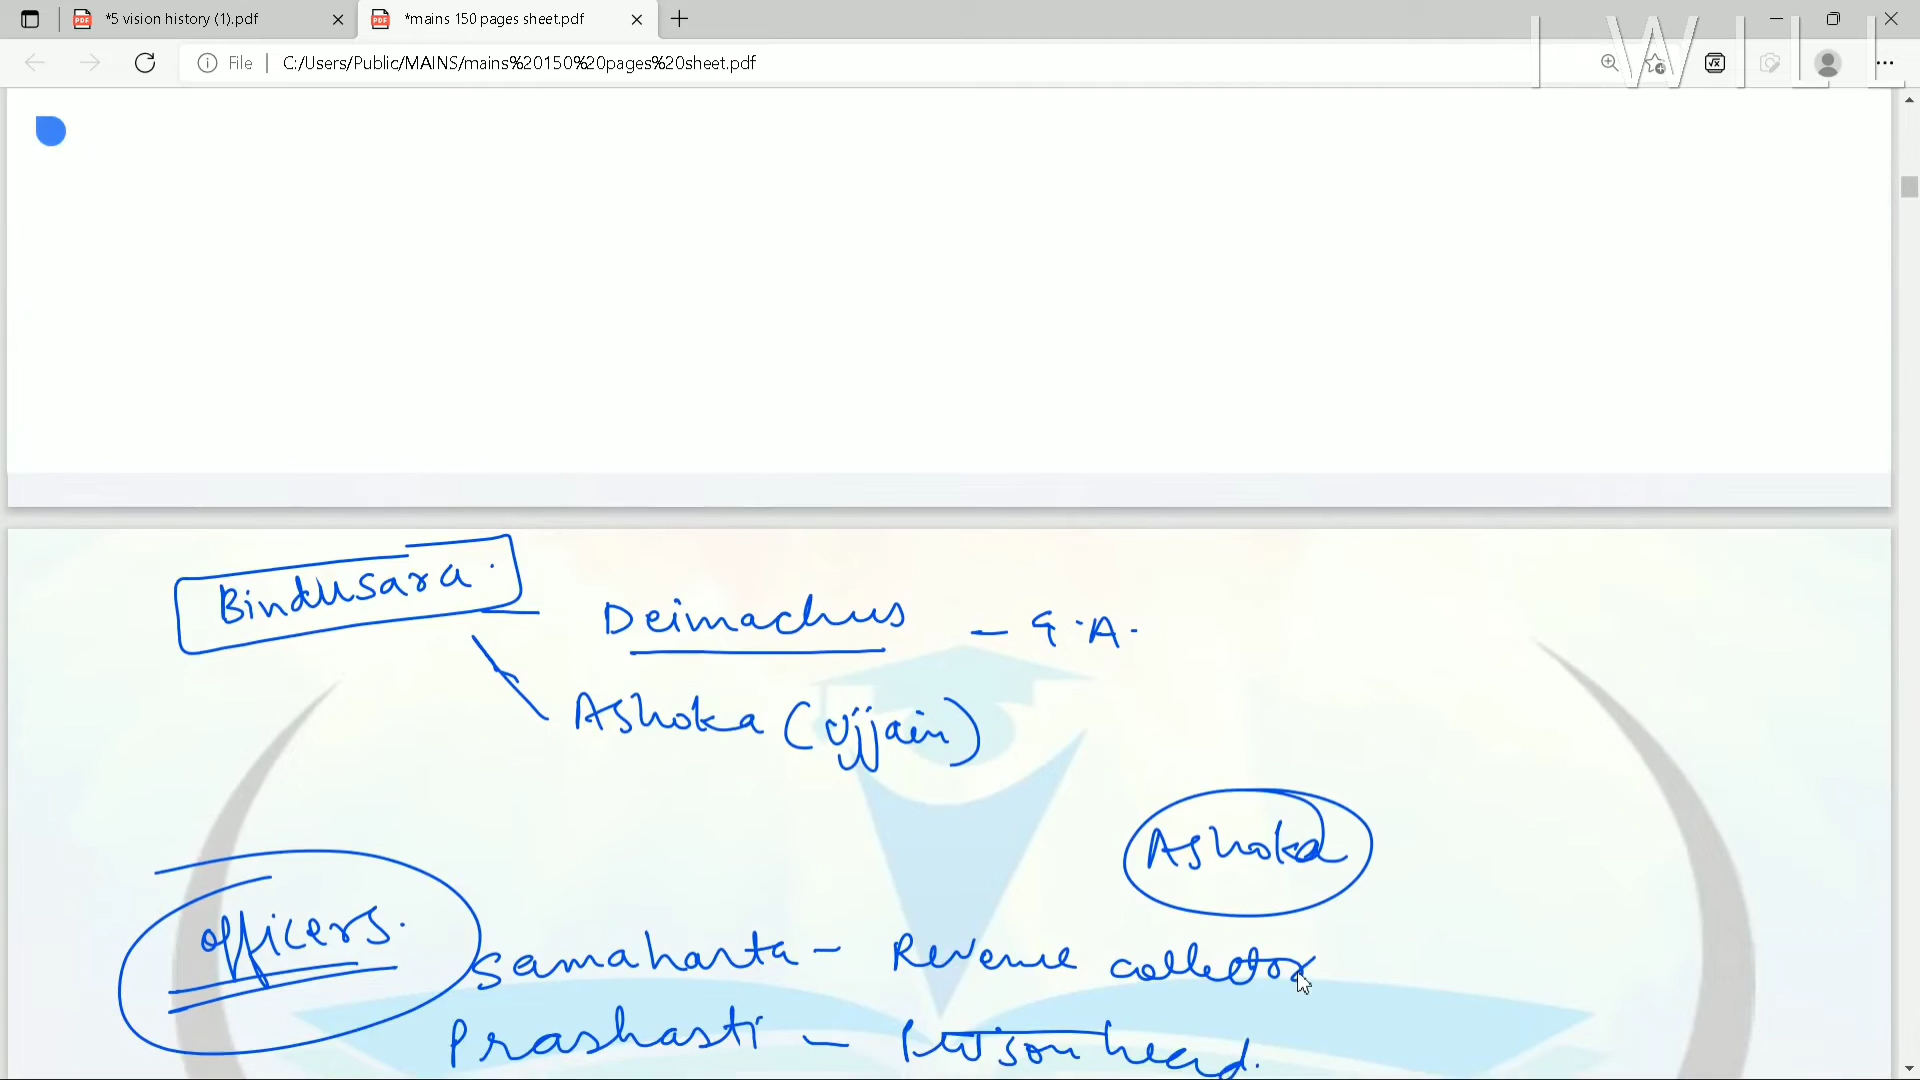 *5 vision history (1).pdf
*mains 150 pages sheet.pdf
File
C:/Users/Public/MAINS/mains%20150%20pages%20sheet.pdf
I WILL
Bindusara.
Deimachus - G.A.
Ashoka (Ujjain)
Ashoka
officers.
Samaharta - Revenue collector
Prashasti - Prison head.